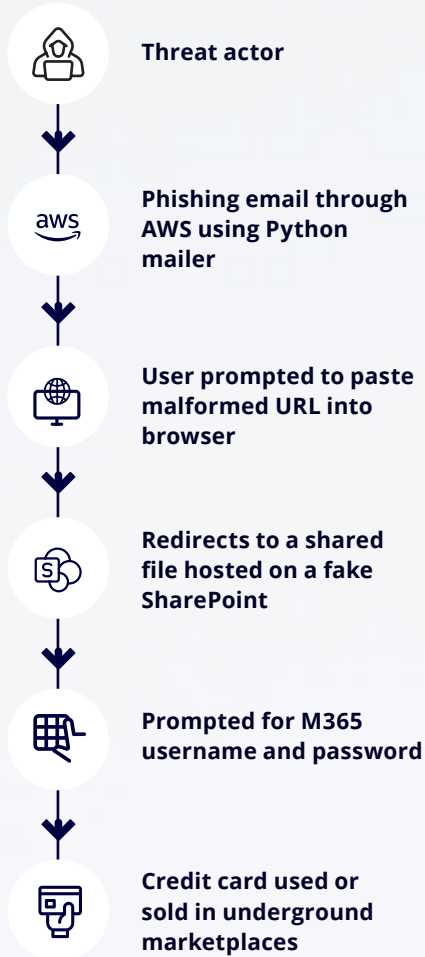 Threat actor
aws
Phishing email through
AWS using Python
mailer
User prompted to paste
malformed URL into
browser
S
Redirects to a shared
file hosted on a fake
SharePoint
Prompted for M365
username and password
Credit card used or
sold in underground
marketplaces